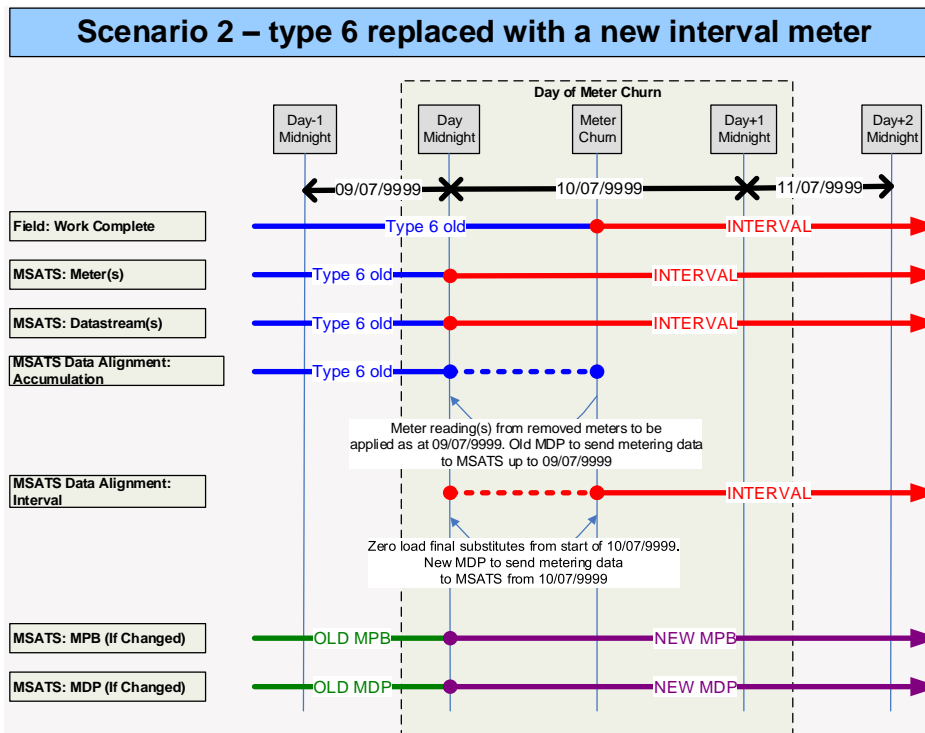 Scenario 2 – type 6 replaced with a new interval meter
Day of Meter Churn
Day-1
Midnight
Day
Midnight
Meter
Churn
Day+1
Midnight
Day+2
Midnight
09/07/9999
10/07/9999
11/07/9999
Field: Work Complete
Type 6 old
INTERVAL
MSATS: Meter(s)
Type 6 old
INTERVAL
MSATS: Datastream(s)
Type 6 old
INTERVAL
MSATS Data Alignment:
Accumulation
Type 6 old
Meter reading(s) from removed meters to be
applied as at 09/07/9999. Old MDP to send metering data
to MSATS up to 09/07/9999
MSATS Data Alignment:
Interval
INTERVAL
Zero load final substitutes from start of 10/07/9999.
New MDP to send metering data
to MSATS from 10/07/9999
MSATS: MPB (If Changed)
OLD MPB
NEW MPB
MSATS: MDP (If Changed)
OLD MDP
NEW MDP